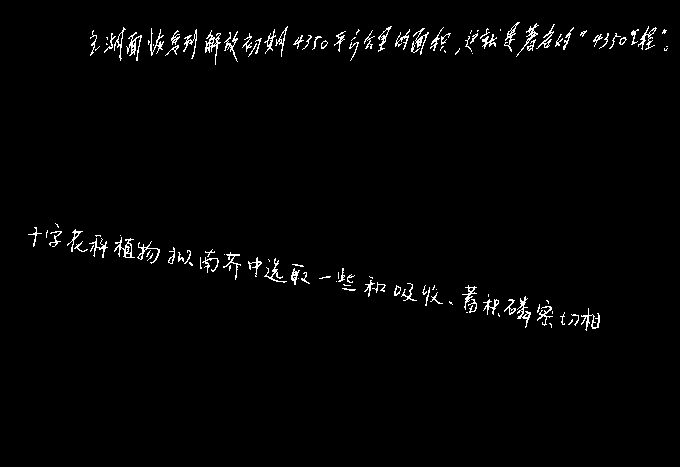 全湖面恢复到解放初期4350平方公里的面积，这就是著名的“4350工程”。
十字花科植物拟南芥中选取一些和吸收、蓄积磷密切相